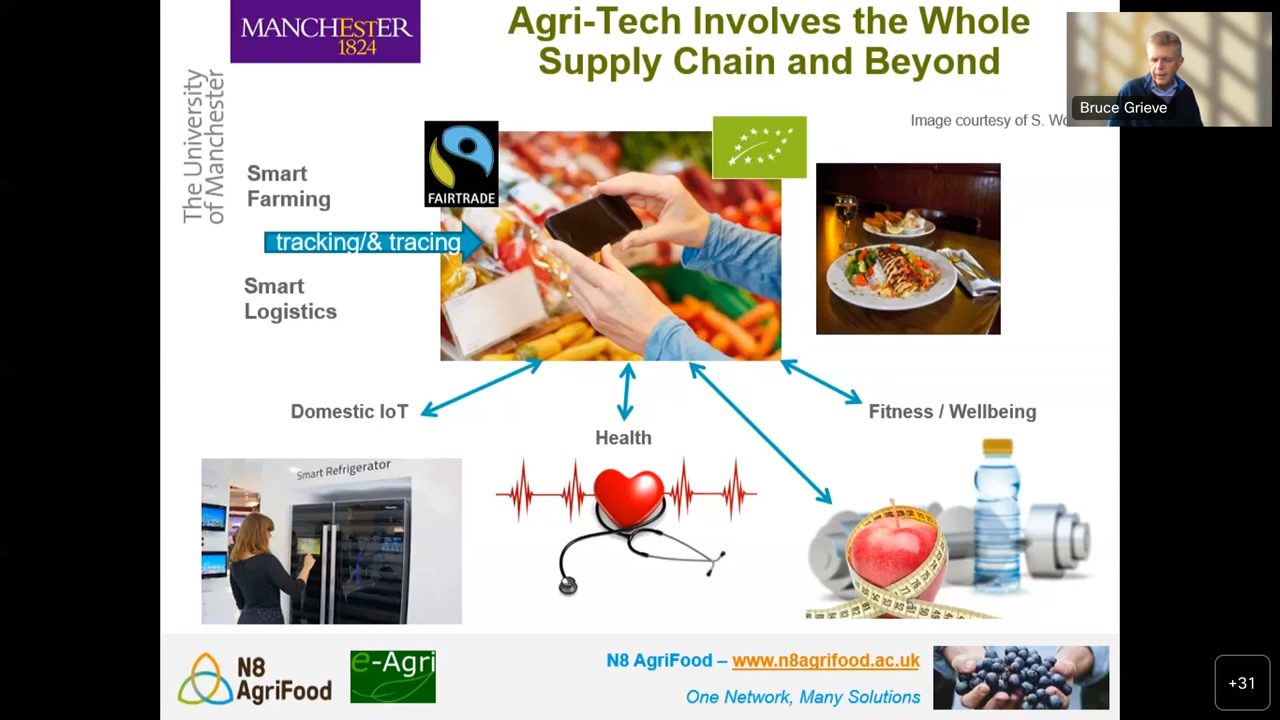 MANCHESTER
1824
The University
of Manchester
Agri-Tech Involves the Whole
Supply Chain and Beyond
Bruce Grieve
Image courtesy of S.
FAIRTRADE
Smart
Farming
tracking/& tracing
Smart
Logistics
Domestic IoT
Health
Fitness / Wellbeing
Smart Refrigerator
N8
AgriFood
e-Agri
N8 AgriFood – www.n8agrifood.ac.uk
One Network, Many Solutions
+31